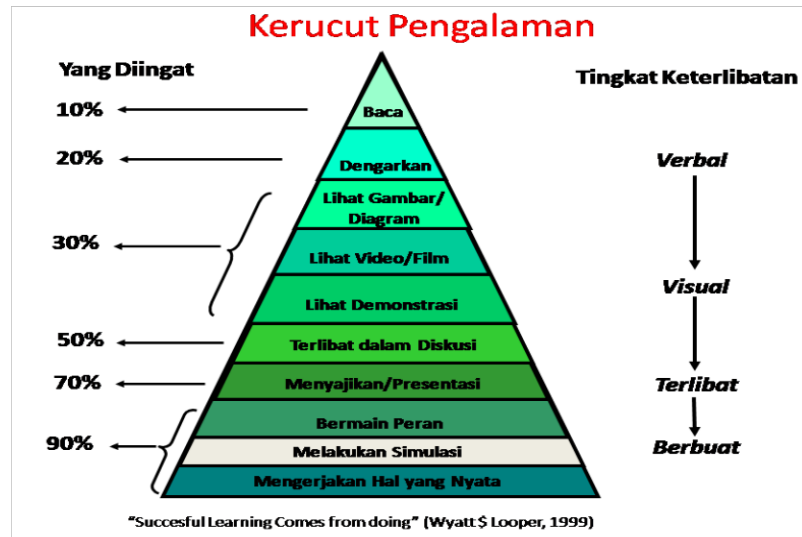 Kerucut Pengalaman
Yang Diingat
Tingkat Keterlibatan
10%
Baca
20%
Dengarkan
Verbal
Lihat Gambar/
Diagram
30%
Lihat Video/Film
Visual
Lihat Demonstrasi
50%
Terlibat dalam Diskusi
70%
Menyajikan/Presentasi
Terlibat
Bermain Peran
90%
Melakukan Simulasi
Berbuat
Mengerjakan Hal yang Nyata
“Succesful Learning Comes from doing” (Wyatt $ Looper, 1999)